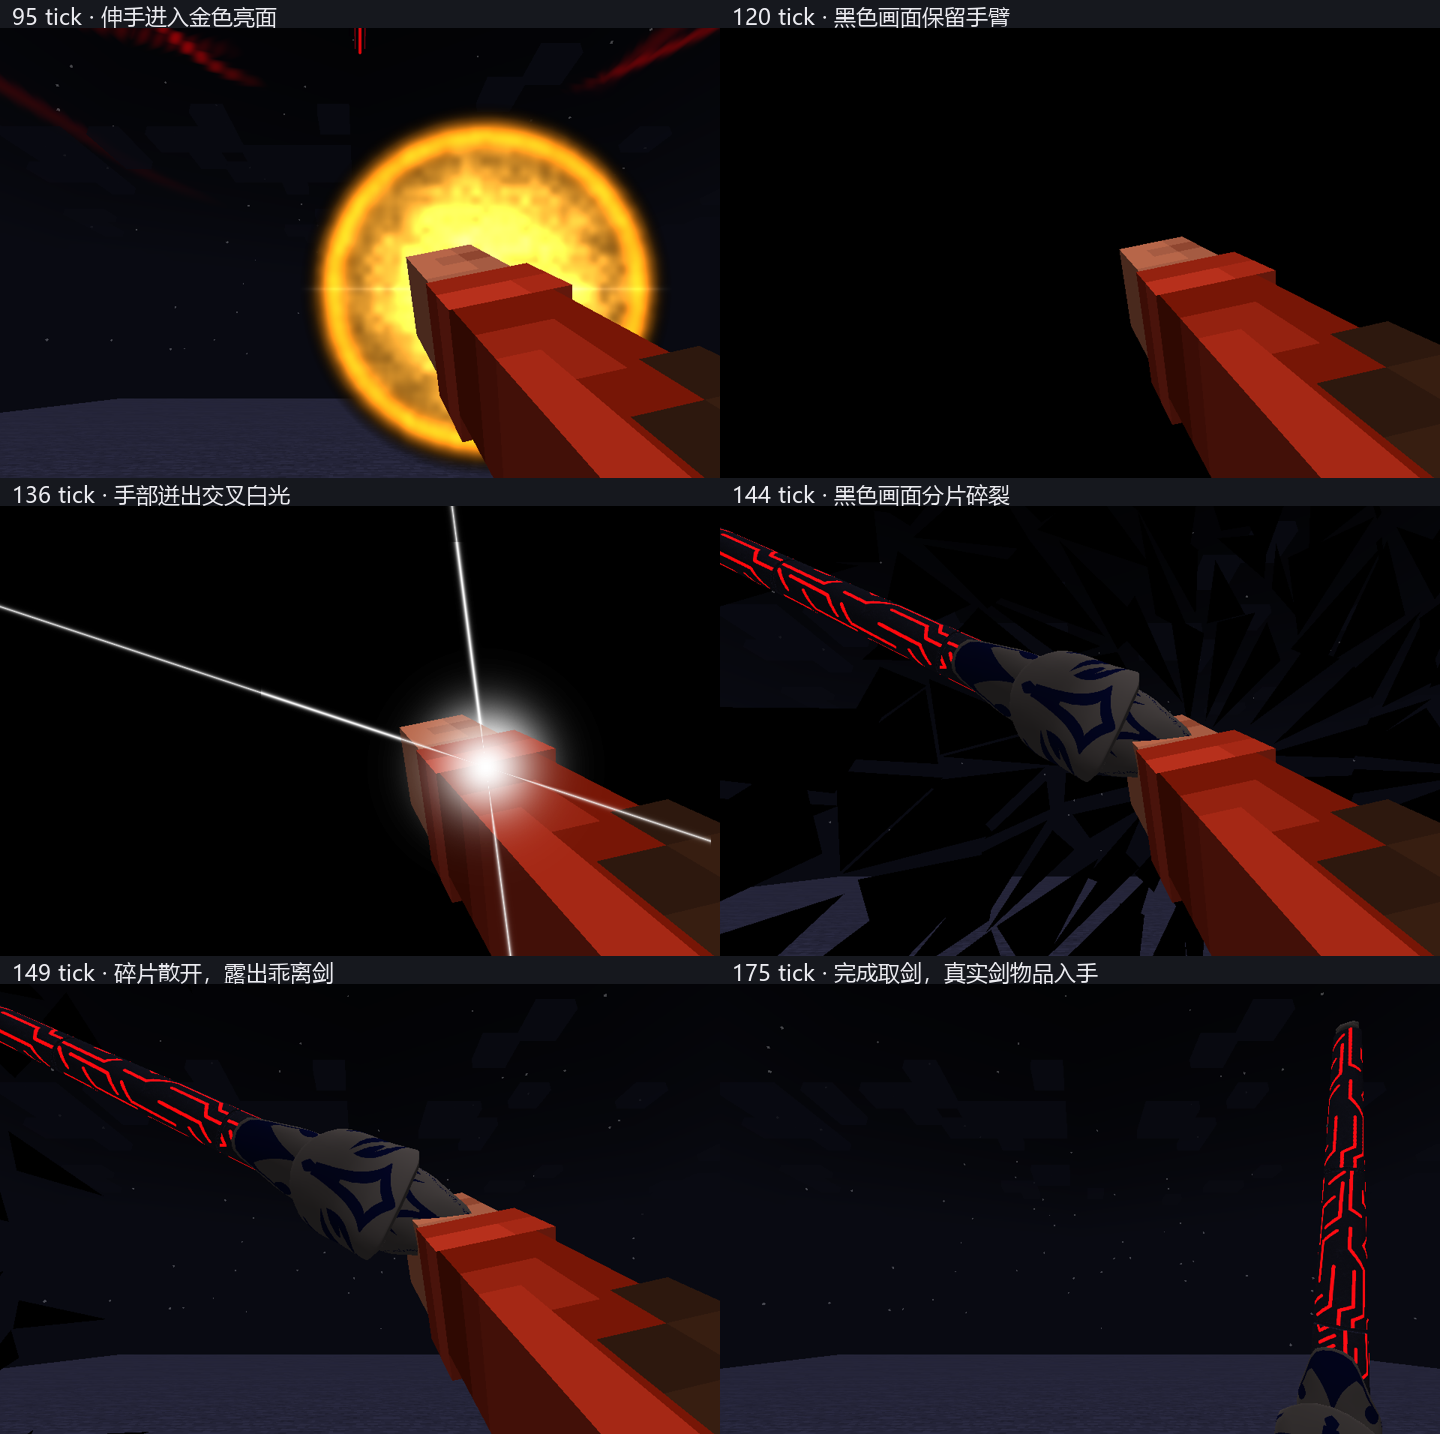 95 tick · 伸手进入金色亮面
120 tick · 黑色画面保留手臂
136 tick · 手部迸出交叉白光
144 tick · 黑色画面分片碎裂
149 tick · 碎片散开，露出乖离剑
175 tick · 完成取剑，真实剑物品入手